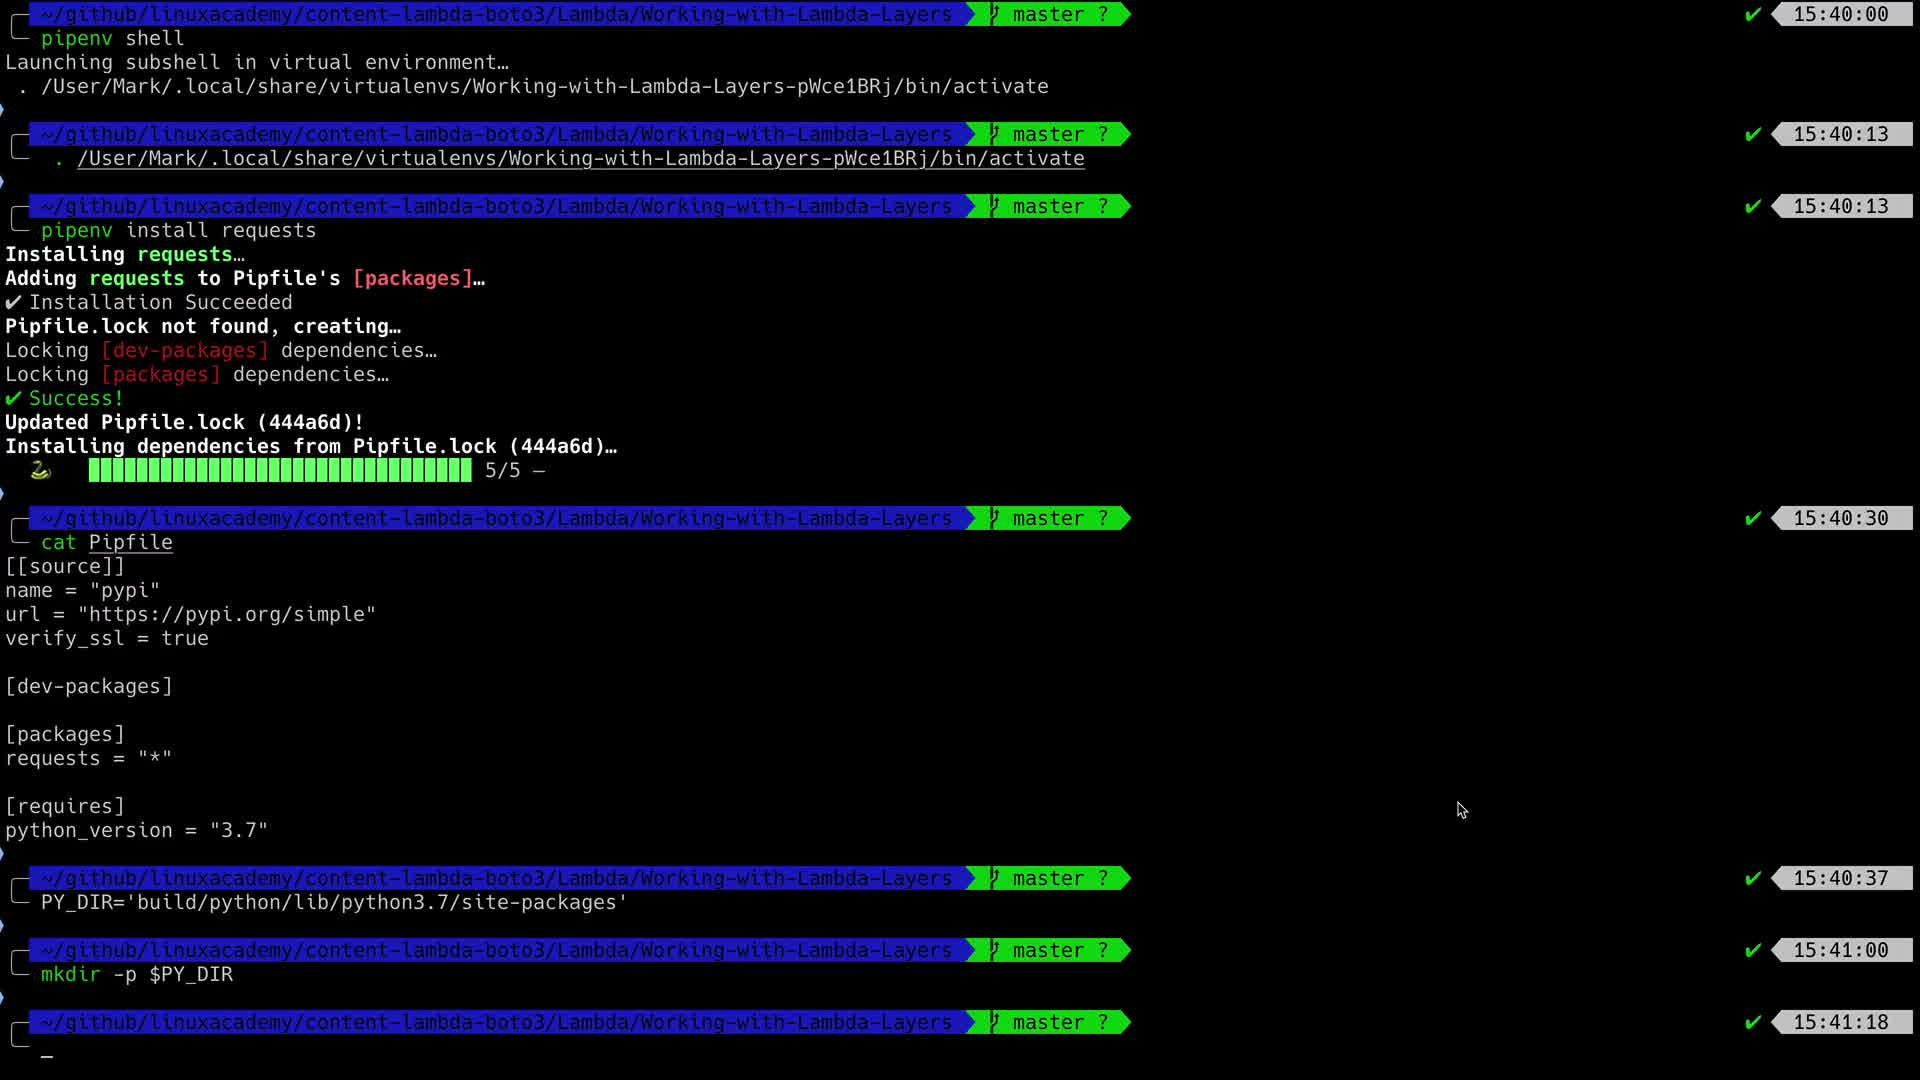 ~/github/linuxacademy/content-lambda-boto3/Lambda/Working-with-Lambda-Layers master ? ✔ 15:40:00
pipenv shell
Launching subshell in virtual environment…
. /User/Mark/.local/share/virtualenvs/Working-with-Lambda-Layers-pWce1BRj/bin/activate
~/github/linuxacademy/content-lambda-boto3/Lambda/Working-with-Lambda-Layers master ? ✔ 15:40:13
. /User/Mark/.local/share/virtualenvs/Working-with-Lambda-Layers-pWce1BRj/bin/activate
~/github/linuxacademy/content-lambda-boto3/Lambda/Working-with-Lambda-Layers master ? ✔ 15:40:13
pipenv install requests
Installing requests…
Adding requests to Pipfile's [packages]…
✔ Installation Succeeded
Pipfile.lock not found, creating…
Locking [dev-packages] dependencies…
Locking [packages] dependencies…
✔ Success!
Updated Pipfile.lock (444a6d)!
Installing dependencies from Pipfile.lock (444a6d)…
5/5 —
~/github/linuxacademy/content-lambda-boto3/Lambda/Working-with-Lambda-Layers master ? ✔ 15:40:30
cat Pipfile
[[source]]
name = "pypi"
url = "https://pypi.org/simple"
verify_ssl = true
[dev-packages]
[packages]
requests = "*"
[requires]
python_version = "3.7"
~/github/linuxacademy/content-lambda-boto3/Lambda/Working-with-Lambda-Layers master ? ✔ 15:40:37
PY_DIR='build/python/lib/python3.7/site-packages'
~/github/linuxacademy/content-lambda-boto3/Lambda/Working-with-Lambda-Layers master ? ✔ 15:41:00
mkdir -p $PY_DIR
~/github/linuxacademy/content-lambda-boto3/Lambda/Working-with-Lambda-Layers master ? ✔ 15:41:18